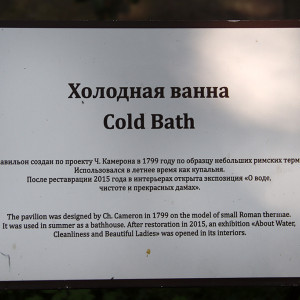 Холодная ванна
Cold Bath
авильон создан по проекту Ч. Камерона в 1799 году по образцу небольших римских терм
Использовался в летнее время как купальня.
После реставрации 2015 года в интерьерах открыта экспозиция «О воде,
чистоте и прекрасных дамах».
The pavilion was designed by Ch. Cameron in 1799 on the model of small Roman thermae.
It was used in summer as a bathhouse. After restoration in 2015, an exhibition «About Water,
Cleanliness and Beautiful Ladies» was opened in its interiors.